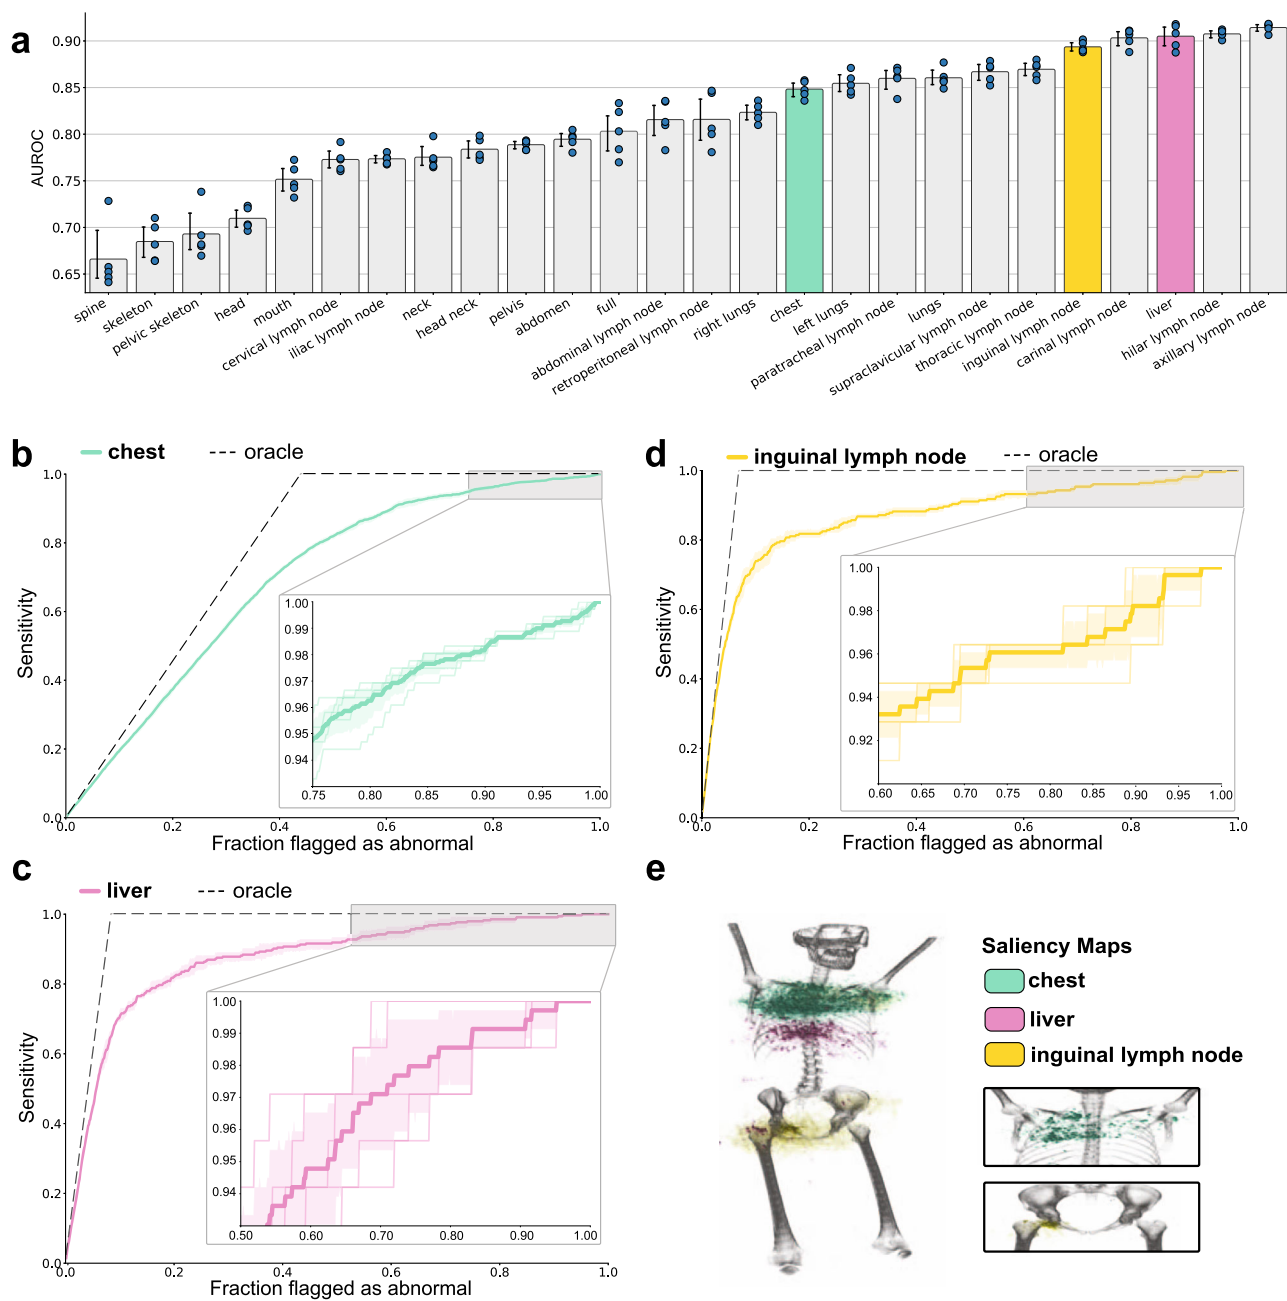 a
AUROC
0.90
0.85
0.80
0.75
0.70
0.65
spine
skeleton
pelvic skeleton
head
mouth
cervical lymph node
iliac lymph node
neck
head neck
pelvis
abdomen
full
abdominal lymph node
retroperitoneal lymph node
right lungs
chest
left lungs
paratracheal lymph node
lungs
supraclavicular lymph node
thoracic lymph node
inguinal lymph node
carinal lymph node
liver
hilar lymph node
axillary lymph node
b
chest
oracle
Sensitivity
1.0
0.8
0.6
0.4
0.2
0.0
0.0 0.2 0.4 0.6 0.8 1.0
Fraction flagged as abnormal
1.00
0.99
0.98
0.97
0.96
0.95
0.94
0.75 0.80 0.85 0.90 0.95 1.00
d
inguinal lymph node
oracle
Sensitivity
1.0
0.8
0.6
0.4
0.2
0.0
0.0 0.2 0.4 0.6 0.8 1.0
Fraction flagged as abnormal
1.00
0.98
0.96
0.94
0.92
0.60 0.65 0.70 0.75 0.80 0.85 0.90 0.95 1.00
c
liver
oracle
Sensitivity
1.0
0.8
0.6
0.4
0.2
0.0
0.0 0.2 0.4 0.6 0.8 1.0
Fraction flagged as abnormal
1.00
0.99
0.98
0.97
0.96
0.95
0.94
0.50 0.60 0.70 0.80 0.90 1.00
e
Saliency Maps
chest
liver
inguinal lymph node